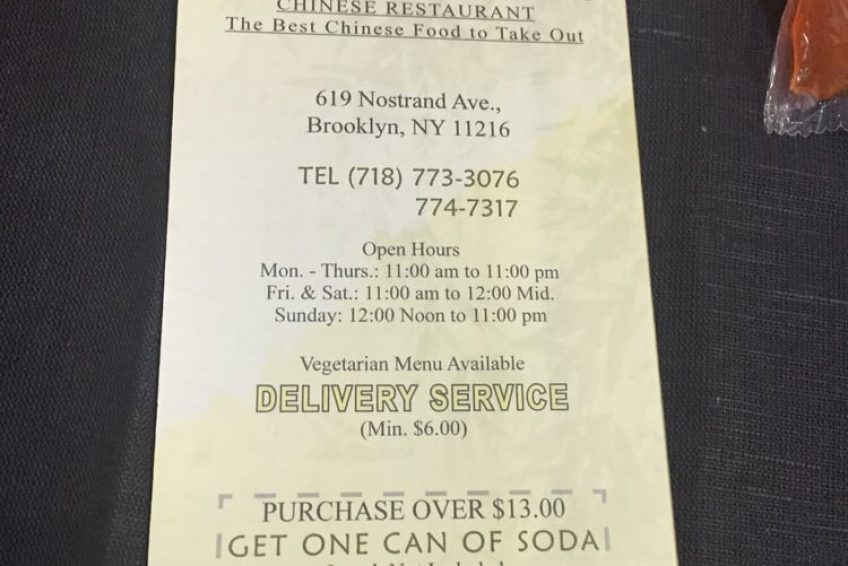 CHINESE RESTAURANT
The Best Chinese Food to Take Out
619 Nostrand Ave.,
Brooklyn, NY 11216
TEL (718) 773-3076
774-7317
Open Hours
Mon. - Thurs.: 11:00 am to 11:00 pm
Fri. & Sat.: 11:00 am to 12:00 Mid.
Sunday: 12:00 Noon to 11:00 pm
Vegetarian Menu Available
DELIVERY SERVICE
(Min. $6.00)
PURCHASE OVER $13.00
GET ONE CAN OF SODA